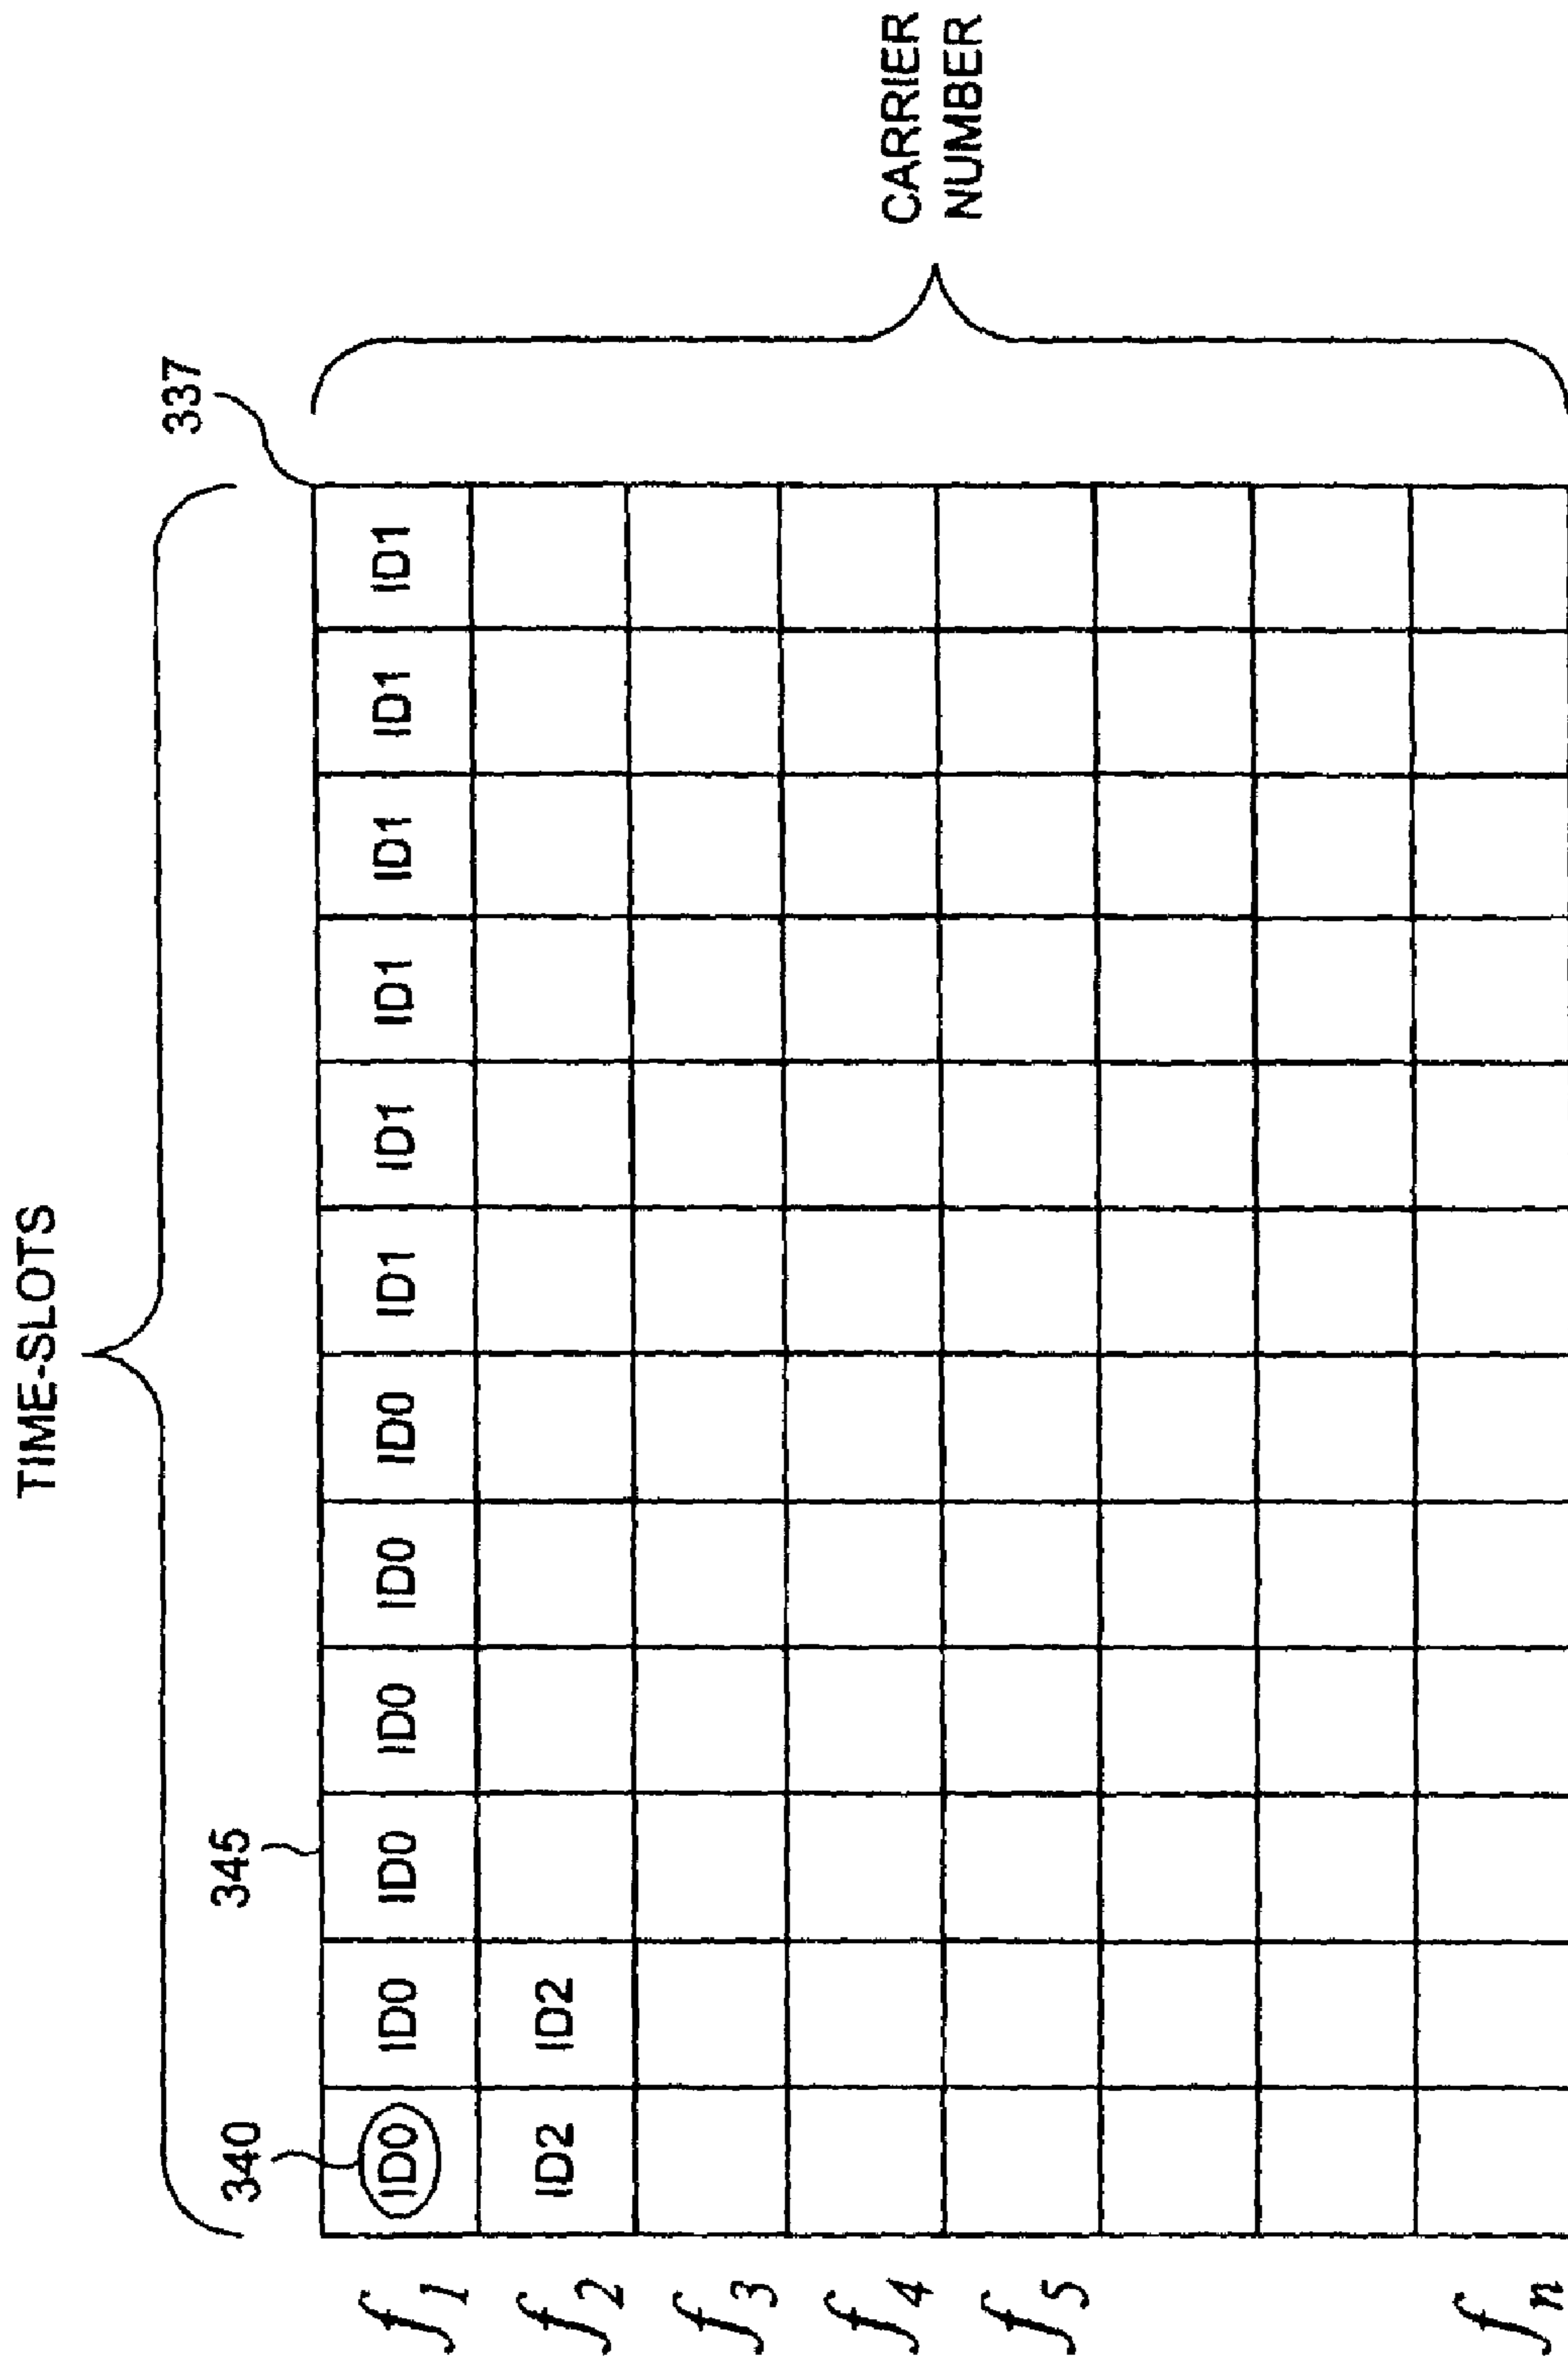 TIME-SLOTS
340
345
337
f1 ID0 ID0 ID0 ID0 ID0 ID0 ID1 ID1 ID1 ID1 ID1 ID1
f2 ID2 ID2
f3
f4
f5
fn
CARRIER
NUMBER